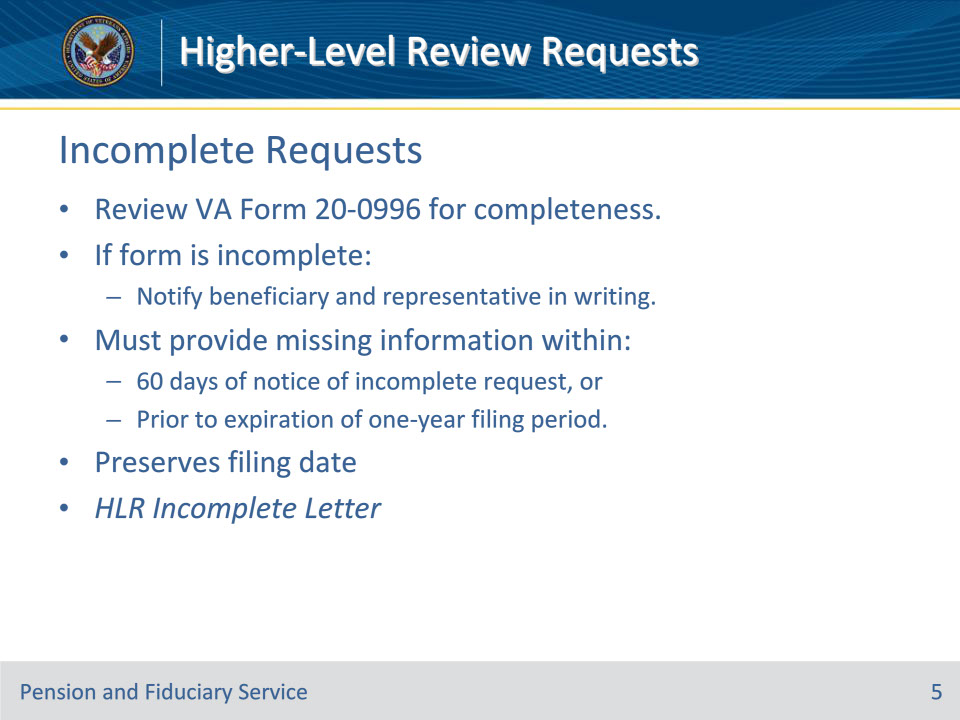 Higher-Level Review Requests
Incomplete Requests
• Review VA Form 20-0996 for completeness.
• If form is incomplete:
– Notify beneficiary and representative in writing.
• Must provide missing information within:
– 60 days of notice of incomplete request, or
– Prior to expiration of one-year filing period.
• Preserves filing date
• HLR Incomplete Letter
Pension and Fiduciary Service
5